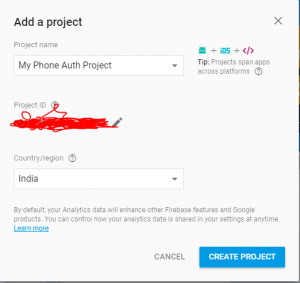 Add a project
Project name
My Phone Auth Project
+ iOS + </>
Tip: Projects span apps
across platforms
Project ID
Country/region
India
By default, your Analytics data will enhance other Firebase features and Google
products. You can control how your analytics data is shared in your settings at anytime.
Learn more
CANCEL
CREATE PROJECT